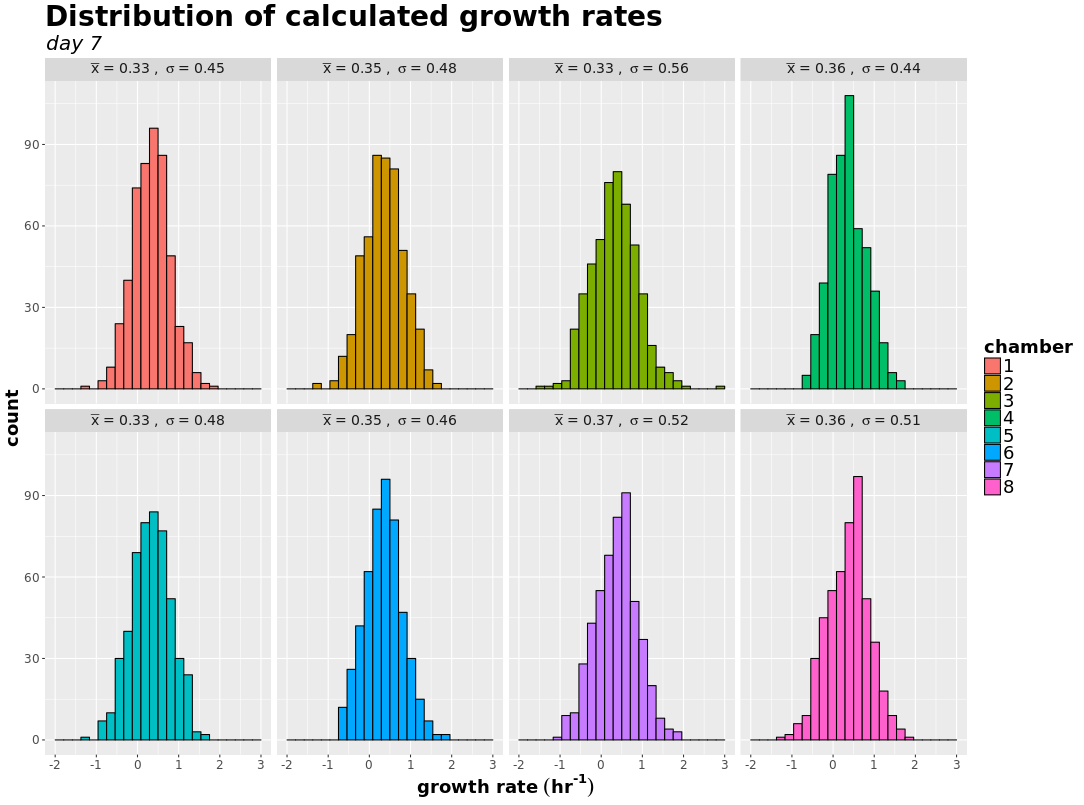 Distribution of calculated growth rates
day 7
x̅ = 0.33 , σ = 0.45
x̅ = 0.35 , σ = 0.48
x̅ = 0.33 , σ = 0.56
x̅ = 0.36 , σ = 0.44
90
60
30
0
x̅ = 0.33 , σ = 0.48
x̅ = 0.35 , σ = 0.46
x̅ = 0.37 , σ = 0.52
x̅ = 0.36 , σ = 0.51
90
60
30
0
-2 -1 0 1 2 3
-2 -1 0 1 2 3
-2 -1 0 1 2 3
-2 -1 0 1 2 3
count
growth rate (hr⁻¹)
chamber
1
2
3
4
5
6
7
8